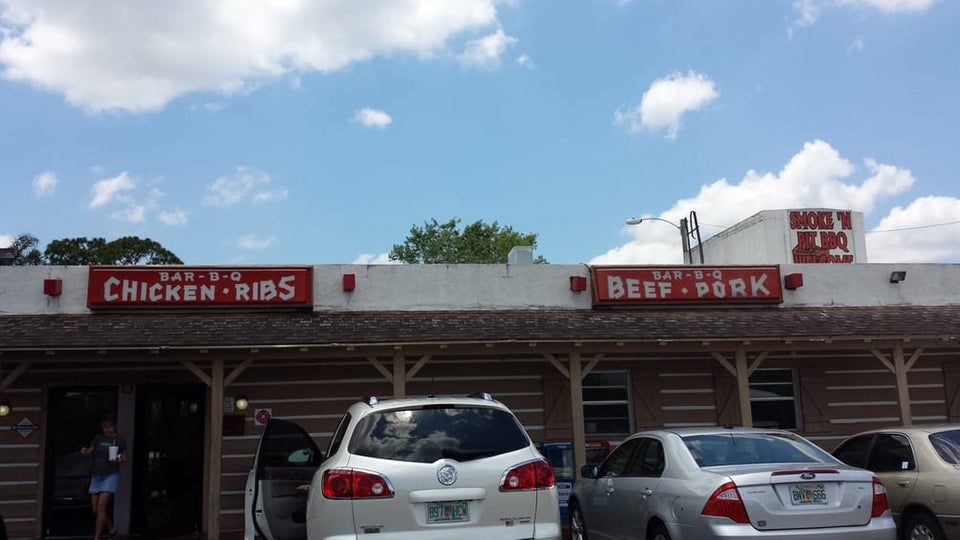 BAR-B-Q
CHICKEN · RIBS
BAR-B-Q
BEEF · PORK
SMOKE 'N
PIT BBQ